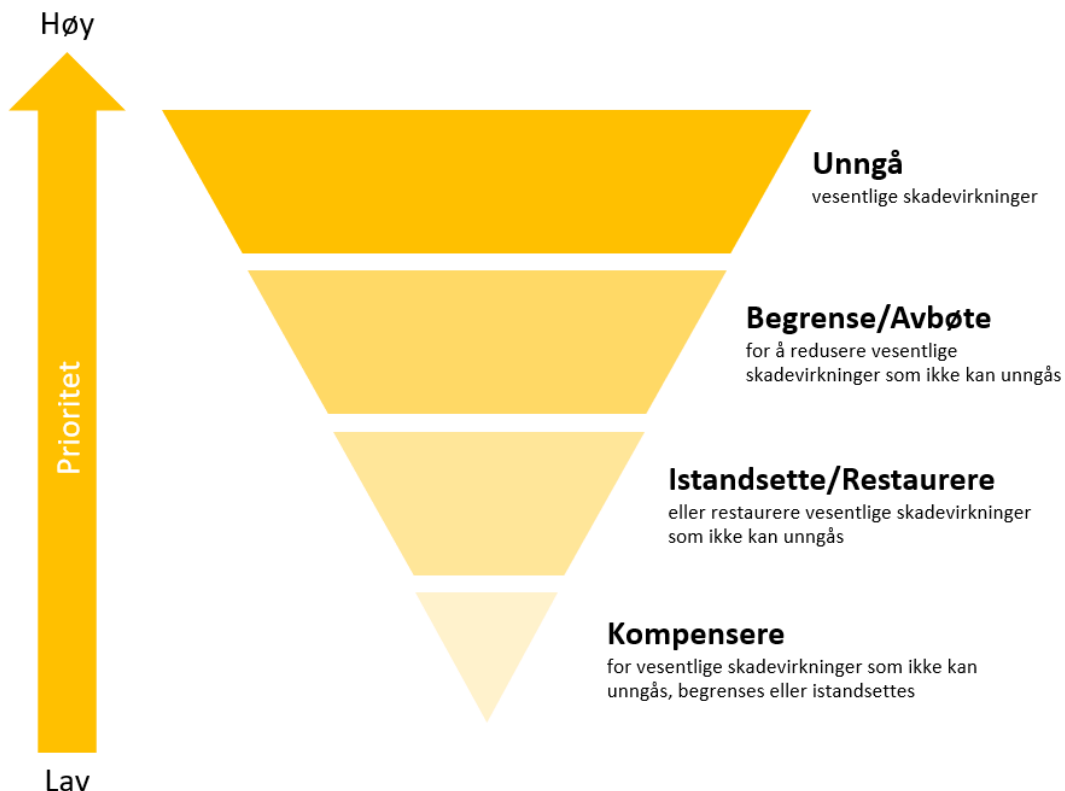 Høy
Prioritet
Lav
Unngå
vesentlige skadevirkninger
Begrense/Avbøte
for å redusere vesentlige
skadevirkninger som ikke kan unngås
Istandsette/Restaurere
eller restaurere vesentlige skadevirkninger
som ikke kan unngås
Kompensere
for vesentlige skadevirkninger som ikke kan
unngås, begrenses eller istandsettes